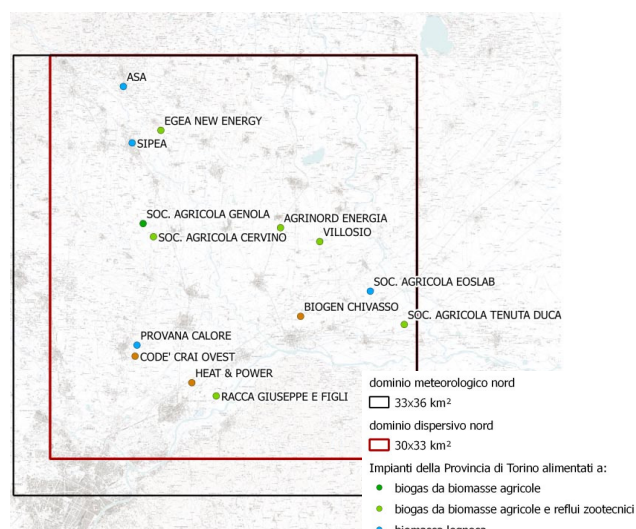 ASA
EGEA NEW ENERGY
SIPEA
SOC. AGRICOLA GENOLA
AGRINORD ENERGIA
SOC. AGRICOLA CERVINO
VILLOSIO
SOC. AGRICOLA EOSLAB
BIOGEN CHIVASSO
SOC. AGRICOLA TENUTA DUCA
PROVANA CALORE
CODE' CRAI OVEST
HEAT & POWER
RACCA GIUSEPPE E FIGLI
dominio meteorologico nord
33x36 km²
dominio dispersivo nord
30x33 km²
Impianti della Provincia di Torino alimentati a:
biogas da biomasse agricole
biogas da biomasse agricole e reflui zootecnici
biomassa legnosa